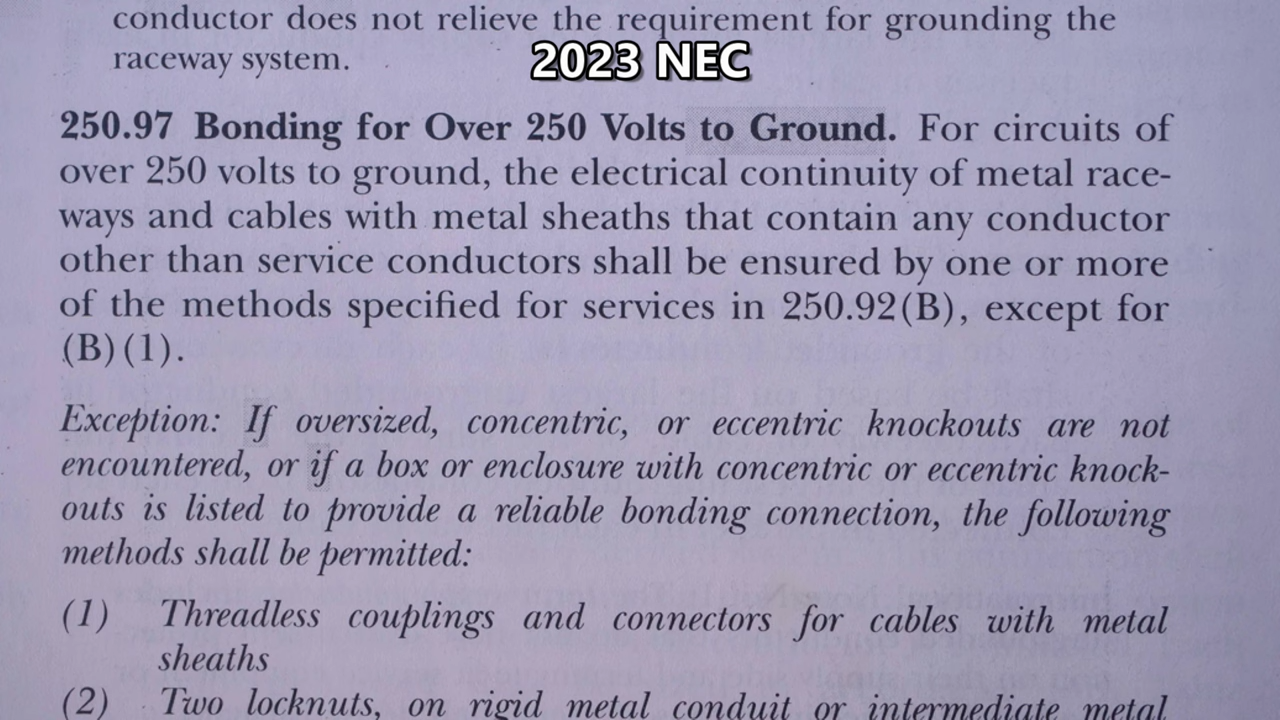 conductor does not relieve the requirement for grounding the
raceway system.
2023 NEC
250.97 Bonding for Over 250 Volts to Ground. For circuits of
over 250 volts to ground, the electrical continuity of metal race-
ways and cables with metal sheaths that contain any conductor
other than service conductors shall be ensured by one or more
of the methods specified for services in 250.92(B), except for
(B)(1).
Exception: If oversized, concentric, or eccentric knockouts are not
encountered, or if a box or enclosure with concentric or eccentric knock-
outs is listed to provide a reliable bonding connection, the following
methods shall be permitted:
(1) Threadless couplings and connectors for cables with metal
sheaths
(2) Two locknuts, on rigid metal conduit or intermediate metal